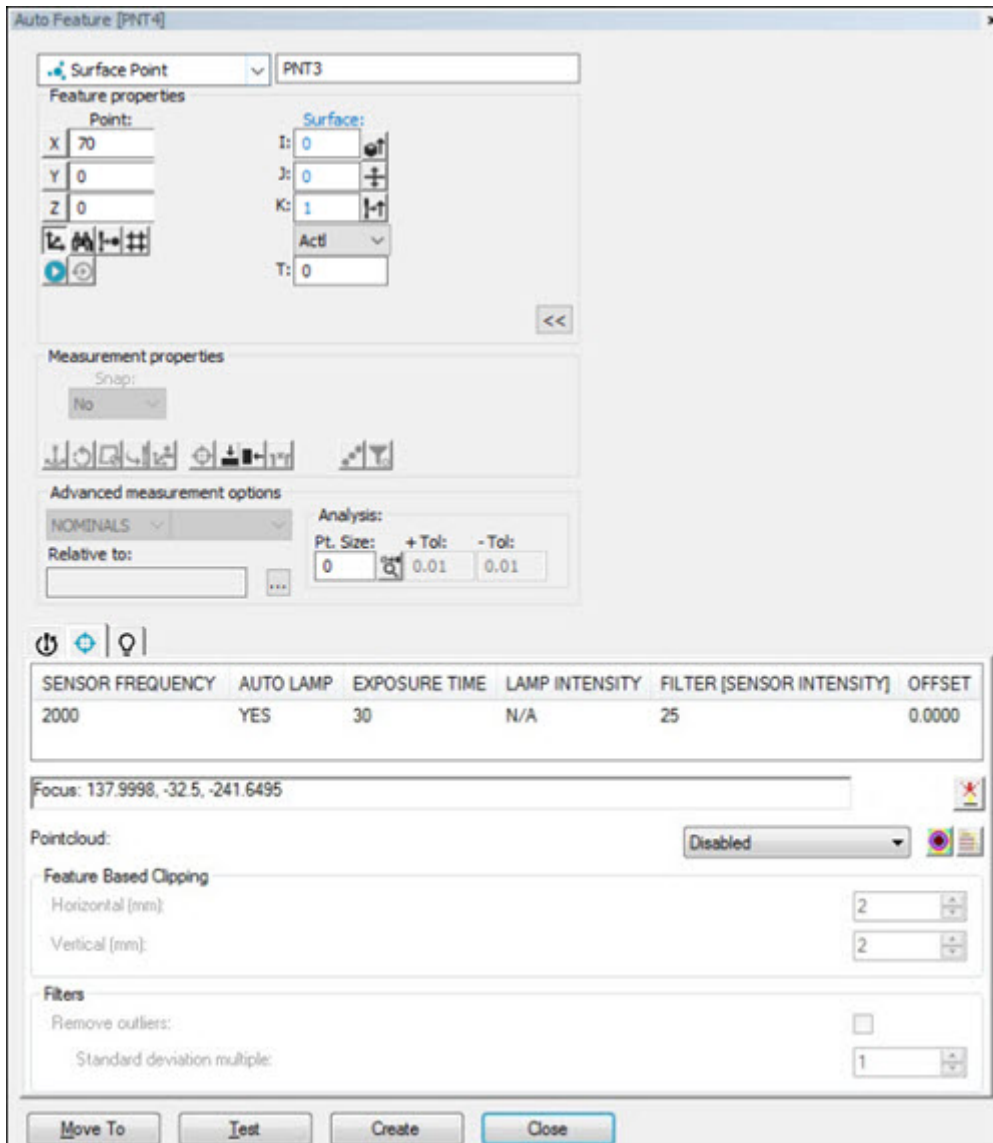 Auto Feature [PNT4]
Surface Point PNT3
Feature properties
Point: Surface:
X 70 I: 0
Y 0 J: 0
Z 0 K: 1
Actl
T: 0
<<
Measurement properties
Snap:
No
Advanced measurement options
NOMINALS
Analysis:
Pt. Size: + Tol: - Tol:
Relative to: 0 0.01 0.01
...
SENSOR FREQUENCY AUTO LAMP EXPOSURE TIME LAMP INTENSITY FILTER [SENSOR INTENSITY] OFFSET
2000 YES 30 N/A 25 0.0000
Focus: 137.9998, -32.5, -241.6495
Pointcloud: Disabled
Feature Based Clipping
Horizontal (mm): 2
Vertical (mm): 2
Filters
Remove outliers:
Standard deviation multiple: 1
Move To Test Create Close